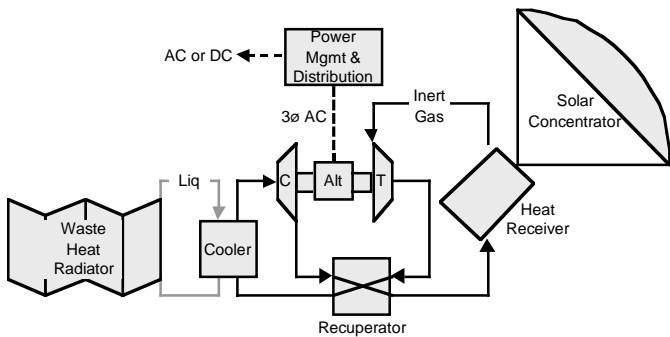 Power
Mgmt &
Distribution
AC or DC
3ø AC
Inert
Gas
Solar
Concentrator
C
Alt
T
Liq
Waste
Heat
Radiator
Cooler
Heat
Receiver
Recuperator